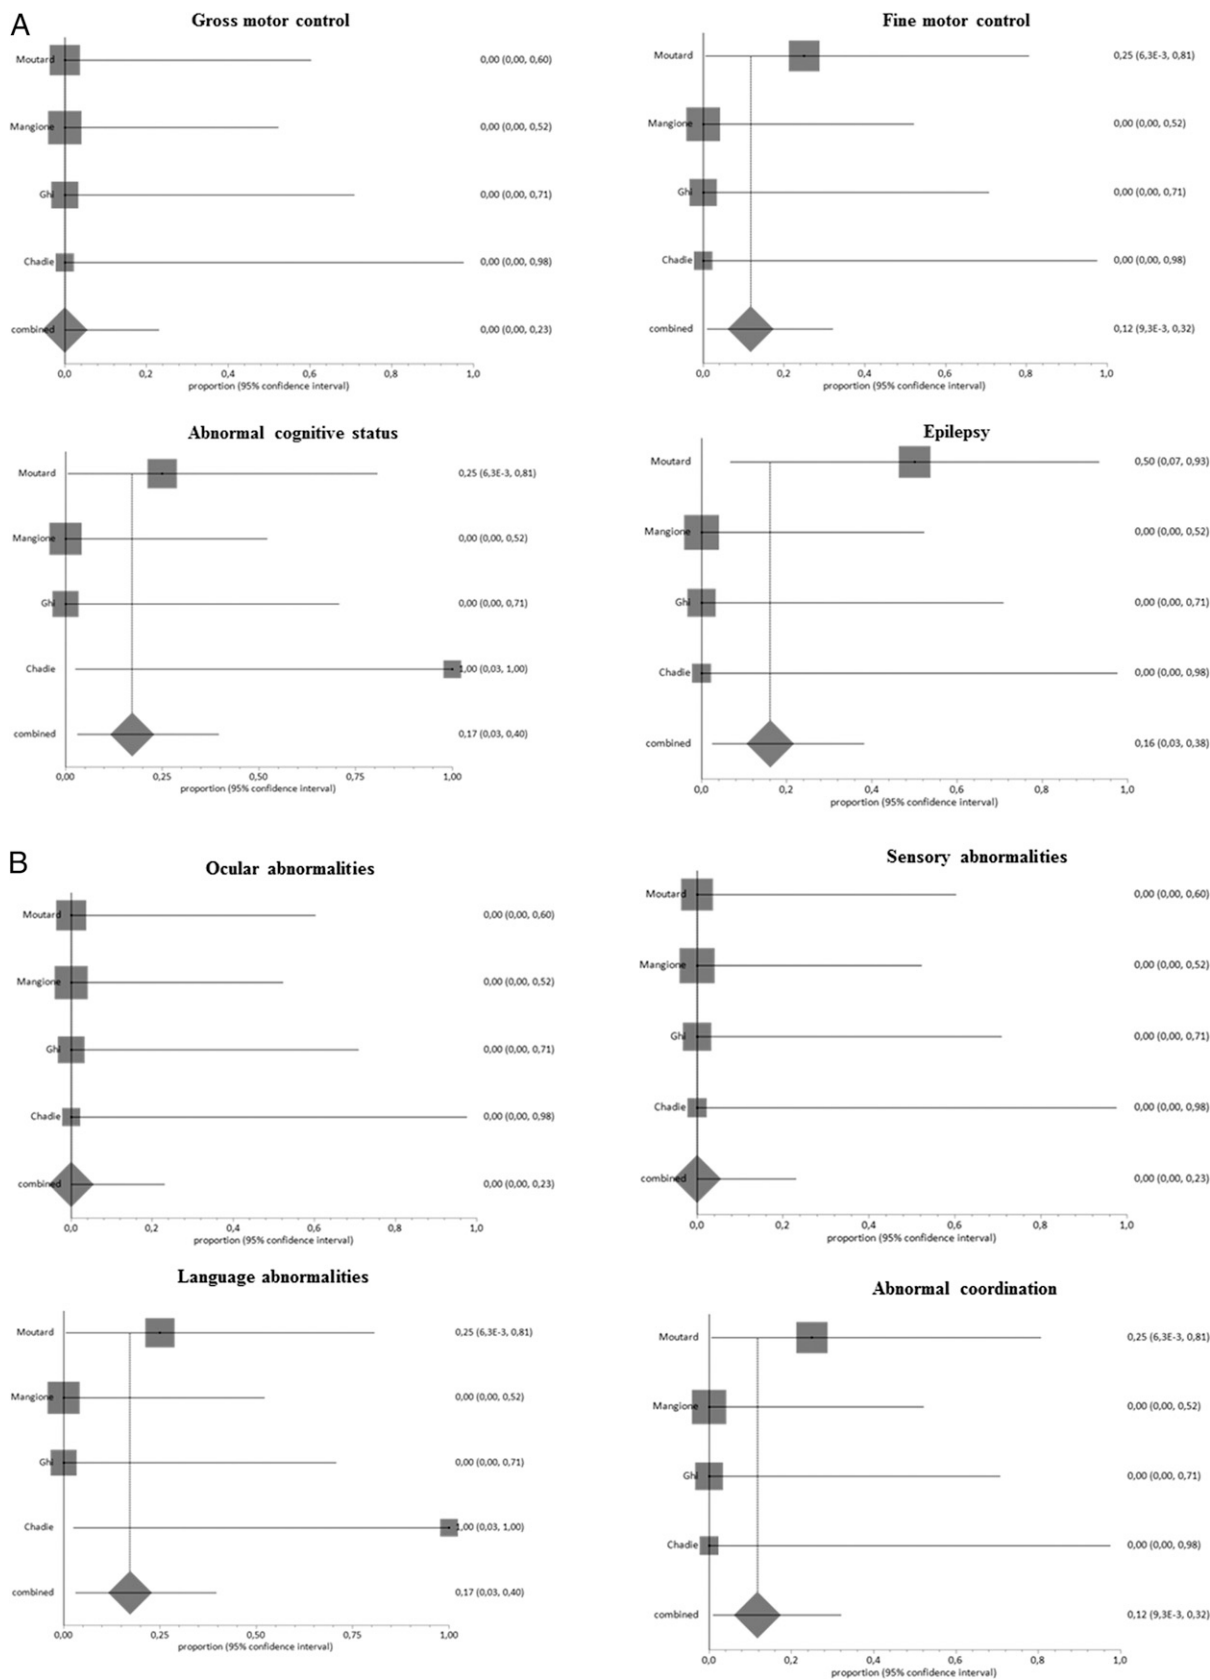 A
Gross motor control
Moutard 0,00 (0,00, 0,60)
Mangione 0,00 (0,00, 0,52)
Ghi 0,00 (0,00, 0,71)
Chadie 0,00 (0,00, 0,98)
combined 0,00 (0,00, 0,23)
0,0 0,2 0,4 0,6 0,8 1,0
proportion (95% confidence interval)
Fine motor control
Moutard 0,25 (6,3E-3, 0,81)
Mangione 0,00 (0,00, 0,52)
Ghi 0,00 (0,00, 0,71)
Chadie 0,00 (0,00, 0,98)
combined 0,12 (9,3E-3, 0,32)
0,0 0,2 0,4 0,6 0,8 1,0
proportion (95% confidence interval)
Abnormal cognitive status
Moutard 0,25 (6,3E-3, 0,81)
Mangione 0,00 (0,00, 0,52)
Ghi 0,00 (0,00, 0,71)
Chadie 1,00 (0,03, 1,00)
combined 0,17 (0,03, 0,40)
0,00 0,25 0,50 0,75 1,00
proportion (95% confidence interval)
Epilepsy
Moutard 0,50 (0,07, 0,93)
Mangione 0,00 (0,00, 0,52)
Ghi 0,00 (0,00, 0,71)
Chadie 0,00 (0,00, 0,98)
combined 0,16 (0,03, 0,38)
0,0 0,2 0,4 0,6 0,8 1,0
proportion (95% confidence interval)
B
Ocular abnormalities
Moutard 0,00 (0,00, 0,60)
Mangione 0,00 (0,00, 0,52)
Ghi 0,00 (0,00, 0,71)
Chadie 0,00 (0,00, 0,98)
combined 0,00 (0,00, 0,23)
0,0 0,2 0,4 0,6 0,8 1,0
proportion (95% confidence interval)
Sensory abnormalities
Moutard 0,00 (0,00, 0,60)
Mangione 0,00 (0,00, 0,52)
Ghi 0,00 (0,00, 0,71)
Chadie 0,00 (0,00, 0,98)
combined 0,00 (0,00, 0,23)
0,0 0,2 0,4 0,6 0,8 1,0
proportion (95% confidence interval)
Language abnormalities
Moutard 0,25 (6,3E-3, 0,81)
Mangione 0,00 (0,00, 0,52)
Ghi 0,00 (0,00, 0,71)
Chadie 1,00 (0,03, 1,00)
combined 0,17 (0,03, 0,40)
0,00 0,25 0,50 0,75 1,00
proportion (95% confidence interval)
Abnormal coordination
Moutard 0,25 (6,3E-3, 0,81)
Mangione 0,00 (0,00, 0,52)
Ghi 0,00 (0,00, 0,71)
Chadie 0,00 (0,00, 0,98)
combined 0,12 (9,3E-3, 0,32)
0,0 0,2 0,4 0,6 0,8 1,0
proportion (95% confidence interval)